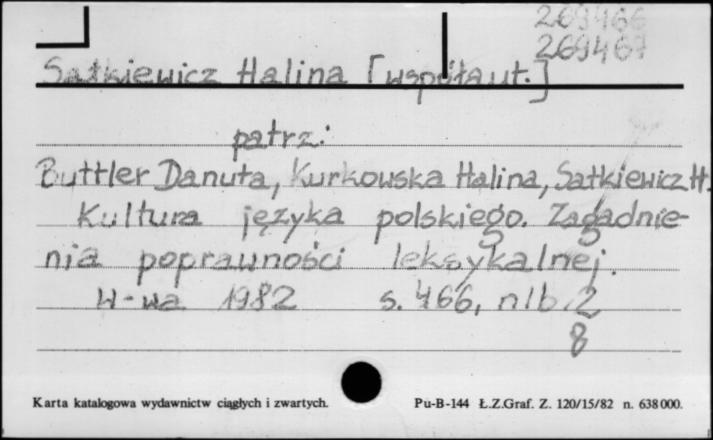 269466
269467
Satkiewicz Halina [współaut.]
patrz:
Buttler Danuta, Kurkowska Halina, Satkiewicz H.
Kultura języka polskiego. Zagadnie-
nia poprawności leksykalnej.
W-wa 1982 s. 466, nlb. 2
8
Karta katalogowa wydawnictw ciągłych i zwartych. Pu-B-144 Ł.Z.Graf. Z. 120/15/82 n. 638000.